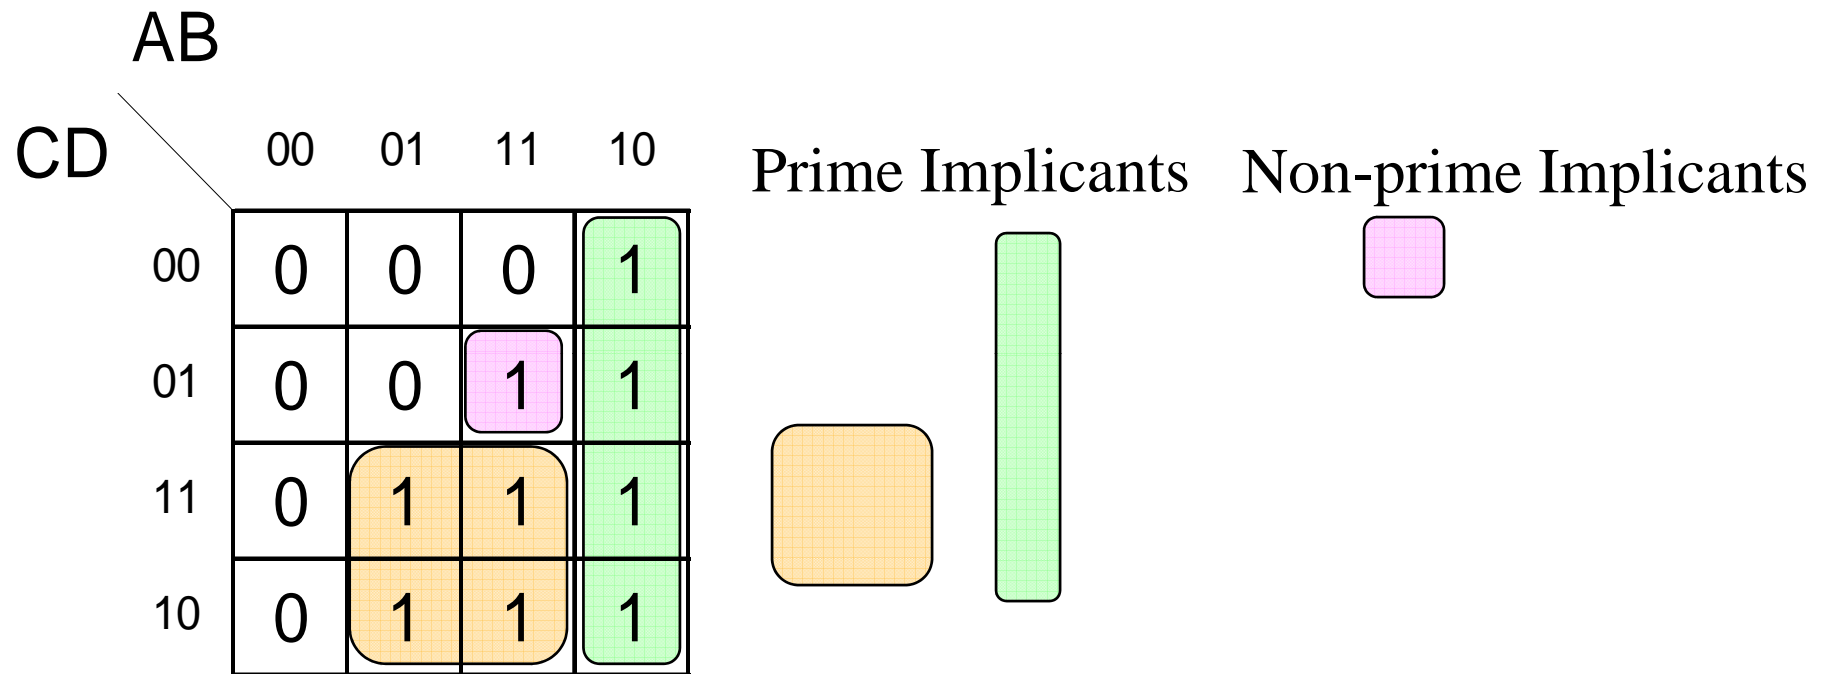 AB
CD
00 01 11 10
Prime Implicants
Non-prime Implicants
00 0 0 0 1
01 0 0 1 1
11 0 1 1 1
10 0 1 1 1